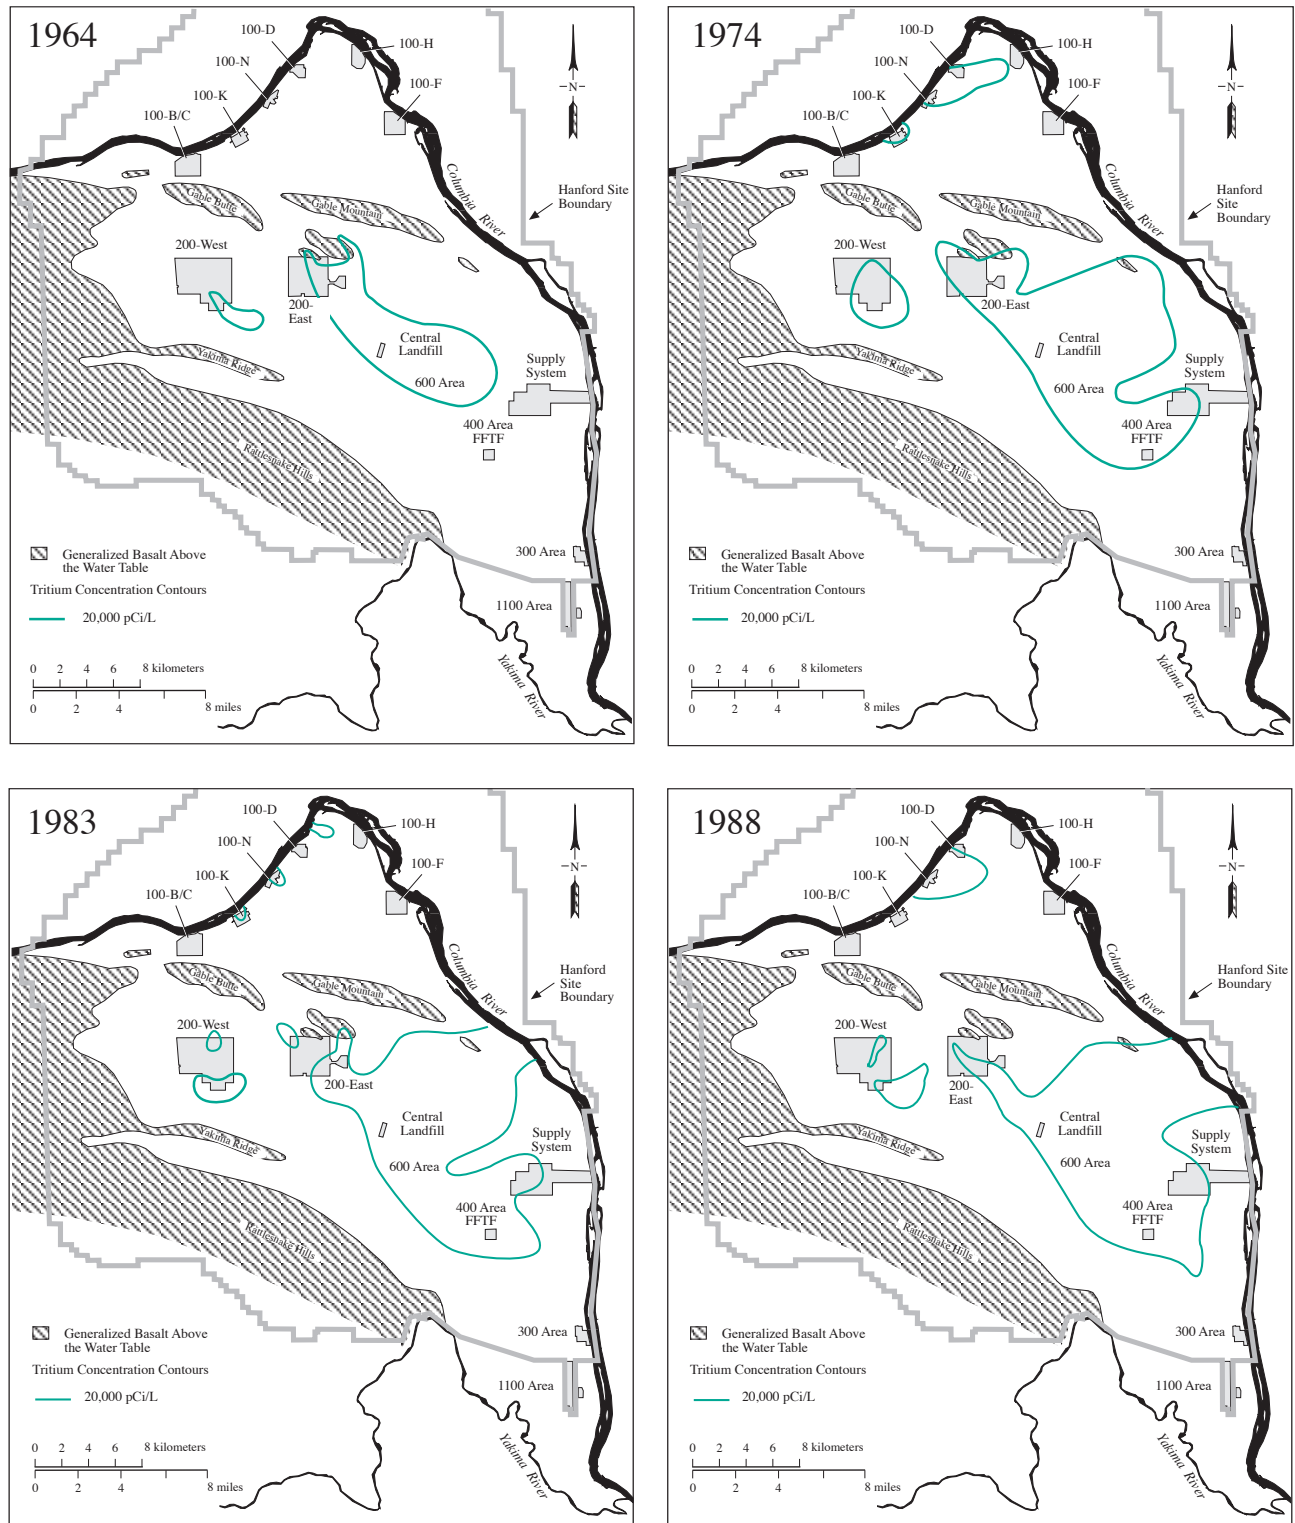 1964
100-D
100-H
100-N
100-K
100-F
100-B/C
N
Columbia River
Hanford Site
Boundary
Gable Butte
Gable Mountain
200-West
200-
East
Central
Landfill
Yakima Ridge
600 Area
Supply
System
400 Area
FFTF
Rattlesnake Hills
300 Area
Generalized Basalt Above
the Water Table
Tritium Concentration Contours
20,000 pCi/L
1100 Area
Yakima River
0 2 4 6 8 kilometers
0 2 4 8 miles
1974
100-D
100-H
100-N
100-K
100-F
100-B/C
N
Columbia River
Hanford
Site
Boundary
Gable Butte
Gable Mountain
200-West
200-East
Central
Landfill
Yakima Ridge
600 Area
Supply
System
400 Area
FFTF
Rattlesnake Hills
300 Area
Generalized Basalt Above
the Water Table
Tritium Concentration Contours
20,000 pCi/L
1100 Area
Yakima River
0 2 4 6 8 kilometers
0 2 4 8 miles
1983
100-D
100-H
100-N
100-K
100-F
100-B/C
N
Columbia River
Hanford
Site
Boundary
Gable Butte
Gable Mountain
200-West
200-East
Central
Landfill
Yakima Ridge
600 Area
Supply
System
400 Area
FFTF
Rattlesnake Hills
300 Area
Generalized Basalt Above
the Water Table
Tritium Concentration Contours
20,000 pCi/L
1100 Area
Yakima River
0 2 4 6 8 kilometers
0 2 4 8 miles
1988
100-D
100-H
100-N
100-K
100-F
100-B/C
N
Columbia River
Hanford Site
Boundary
Gable Butte
Gable Mountain
200-West
200-
East
Central
Landfill
Yakima Ridge
600 Area
Supply
System
400 Area
FFTF
Rattlesnake Hills
300 Area
Generalized Basalt Above
the Water Table
Tritium Concentration Contours
20,000 pCi/L
1100 Area
Yakima River
0 2 4 6 8 kilometers
0 2 4 8 miles